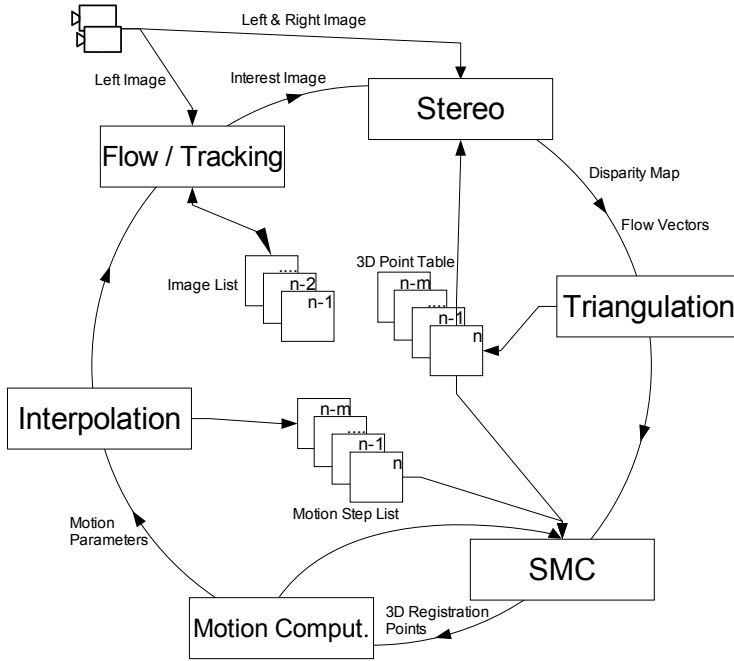 Left & Right Image
Left Image
Interest Image
Stereo
Flow / Tracking
Disparity Map
Flow Vectors
Image List
....
n-2
n-1
3D Point Table
n-m
....
n-1
n
Triangulation
Interpolation
n-m
....
n-1
n
Motion Step List
Motion
Parameters
SMC
3D Registration
Points
Motion Comput.